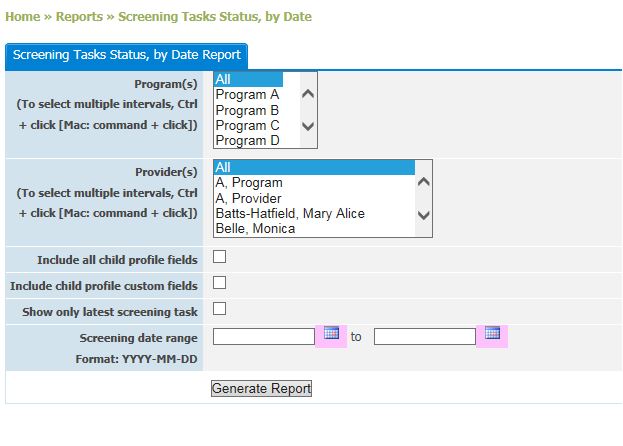 Home » Reports » Screening Tasks Status, by Date
Screening Tasks Status, by Date Report
Program(s)
(To select multiple intervals, Ctrl
+ click [Mac: command + click])
All
Program A
Program B
Program C
Program D
Provider(s)
(To select multiple intervals, Ctrl
+ click [Mac: command + click])
All
A, Program
A, Provider
Batts-Hatfield, Mary Alice
Belle, Monica
Include all child profile fields
Include child profile custom fields
Show only latest screening task
Screening date range
Format: YYYY-MM-DD
to
Generate Report